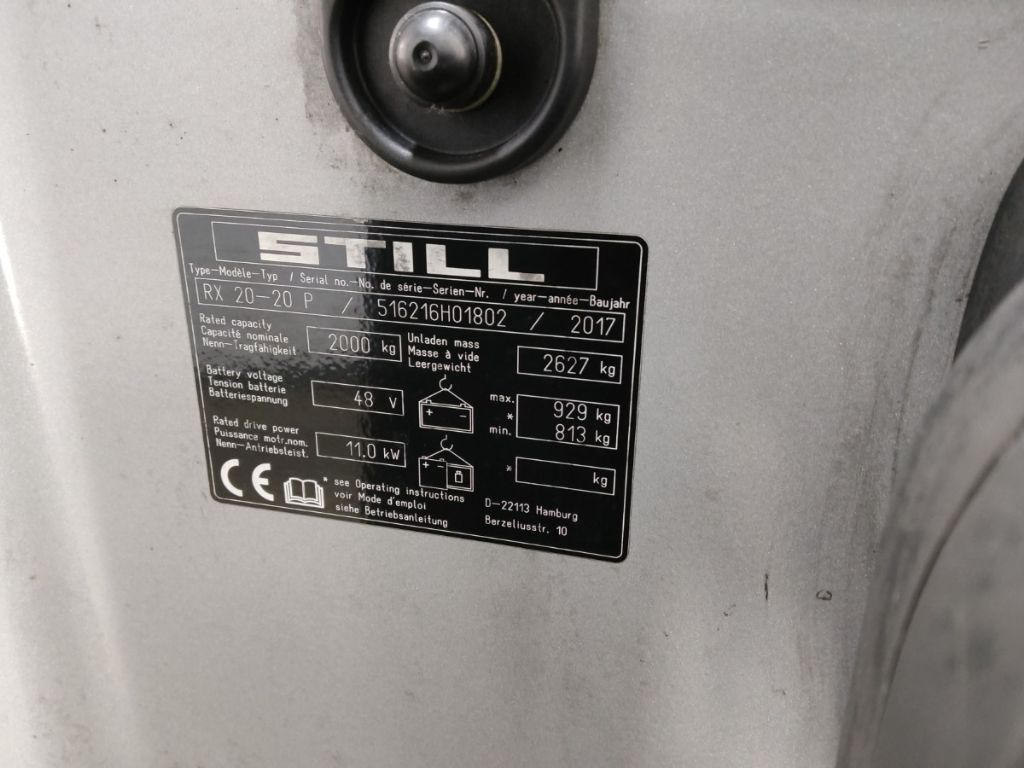 STILL
Type-Modèle-Typ / Serial no.-No. de série-Serien-Nr. / year-année-Baujahr
RX 20-20 P / 516216H01802 / 2017
Rated capacity
Capacité nominale
Nenn-Tragfähigkeit
2000 kg
Unladen mass
Masse à vide
Leergewicht
2627 kg
Battery voltage
Tension batterie
Batteriespannung
48 V
max. 929 kg
*
min. 813 kg
Rated drive power
Puissance motr.nom.
Nenn-Antriebsleist.
11.0 kW
* kg
CE
* see Operating instructions
voir Mode d'emploi
siehe Betriebsanleitung
D-22113 Hamburg
Berzeliusstr. 10